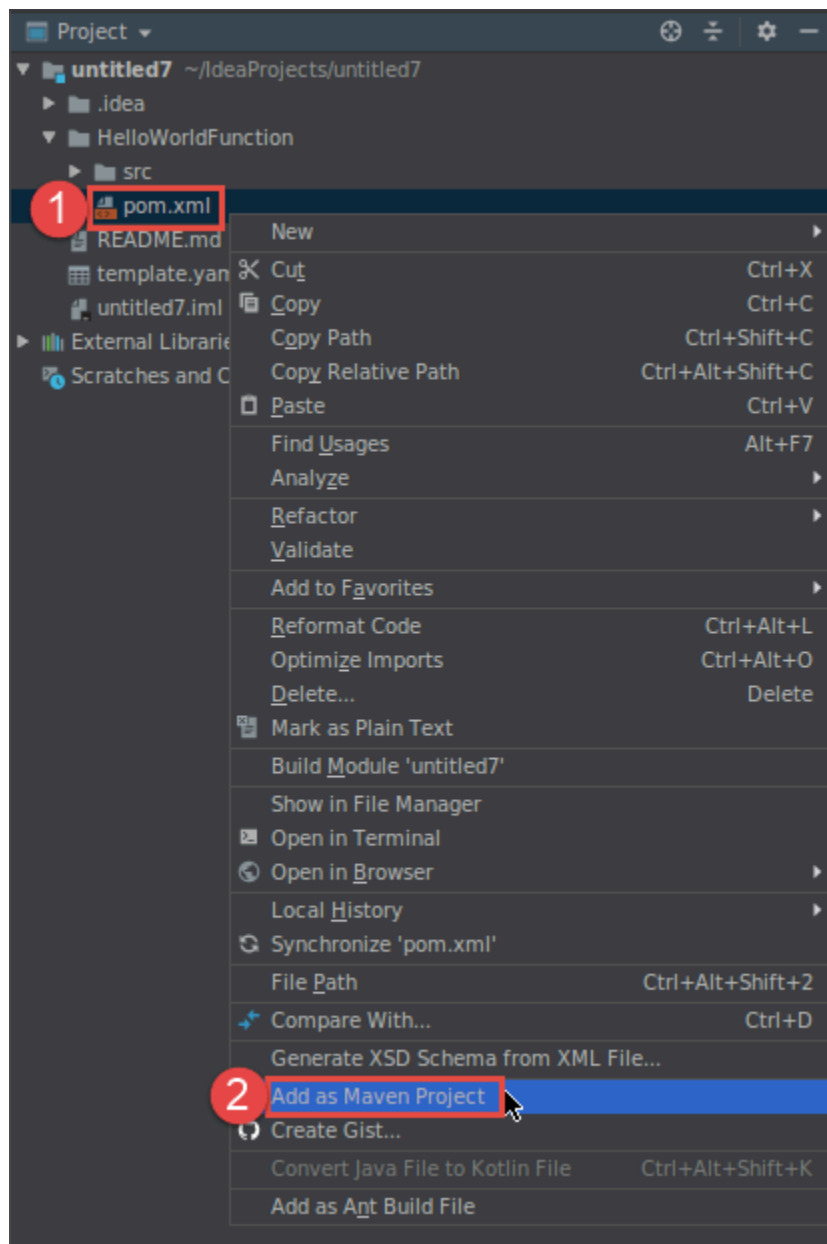 Project
untitled7 ~/IdeaProjects/untitled7
.idea
HelloWorldFunction
src
1 pom.xml
README.md
template.yam
untitled7.iml
External Librarie
Scratches and C
New
Cut Ctrl+X
Copy Ctrl+C
Copy Path Ctrl+Shift+C
Copy Relative Path Ctrl+Alt+Shift+C
Paste Ctrl+V
Find Usages Alt+F7
Analyze
Refactor
Validate
Add to Favorites
Reformat Code Ctrl+Alt+L
Optimize Imports Ctrl+Alt+O
Delete... Delete
Mark as Plain Text
Build Module 'untitled7'
Show in File Manager
Open in Terminal
Open in Browser
Local History
Synchronize 'pom.xml'
File Path Ctrl+Alt+Shift+2
Compare With... Ctrl+D
Generate XSD Schema from XML File...
2 Add as Maven Project
Create Gist...
Convert Java File to Kotlin File Ctrl+Alt+Shift+K
Add as Ant Build File